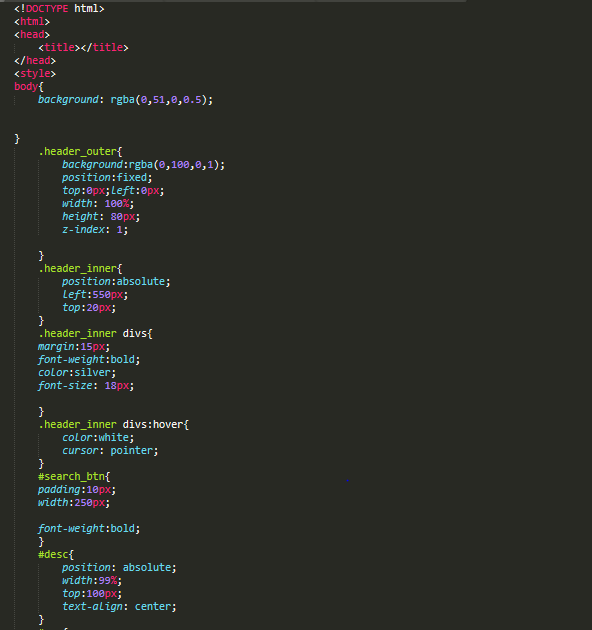 <!DOCTYPE html>
<html>
<head>
<title></title>
</head>
<style>
body{
background: rgba(0,51,0,0.5);
}
.header_outer{
background:rgba(0,100,0,1);
position:fixed;
top:0px;left:0px;
width: 100%;
height: 80px;
z-index: 1;
}
.header_inner{
position:absolute;
left:550px;
top:20px;
}
.header_inner divs{
margin:15px;
font-weight:bold;
color:silver;
font-size: 18px;
}
.header_inner divs:hover{
color:white;
cursor: pointer;
}
#search_btn{
padding:10px;
width:250px;
font-weight:bold;
}
#desc{
position: absolute;
width:99%;
top:100px;
text-align: center;
}